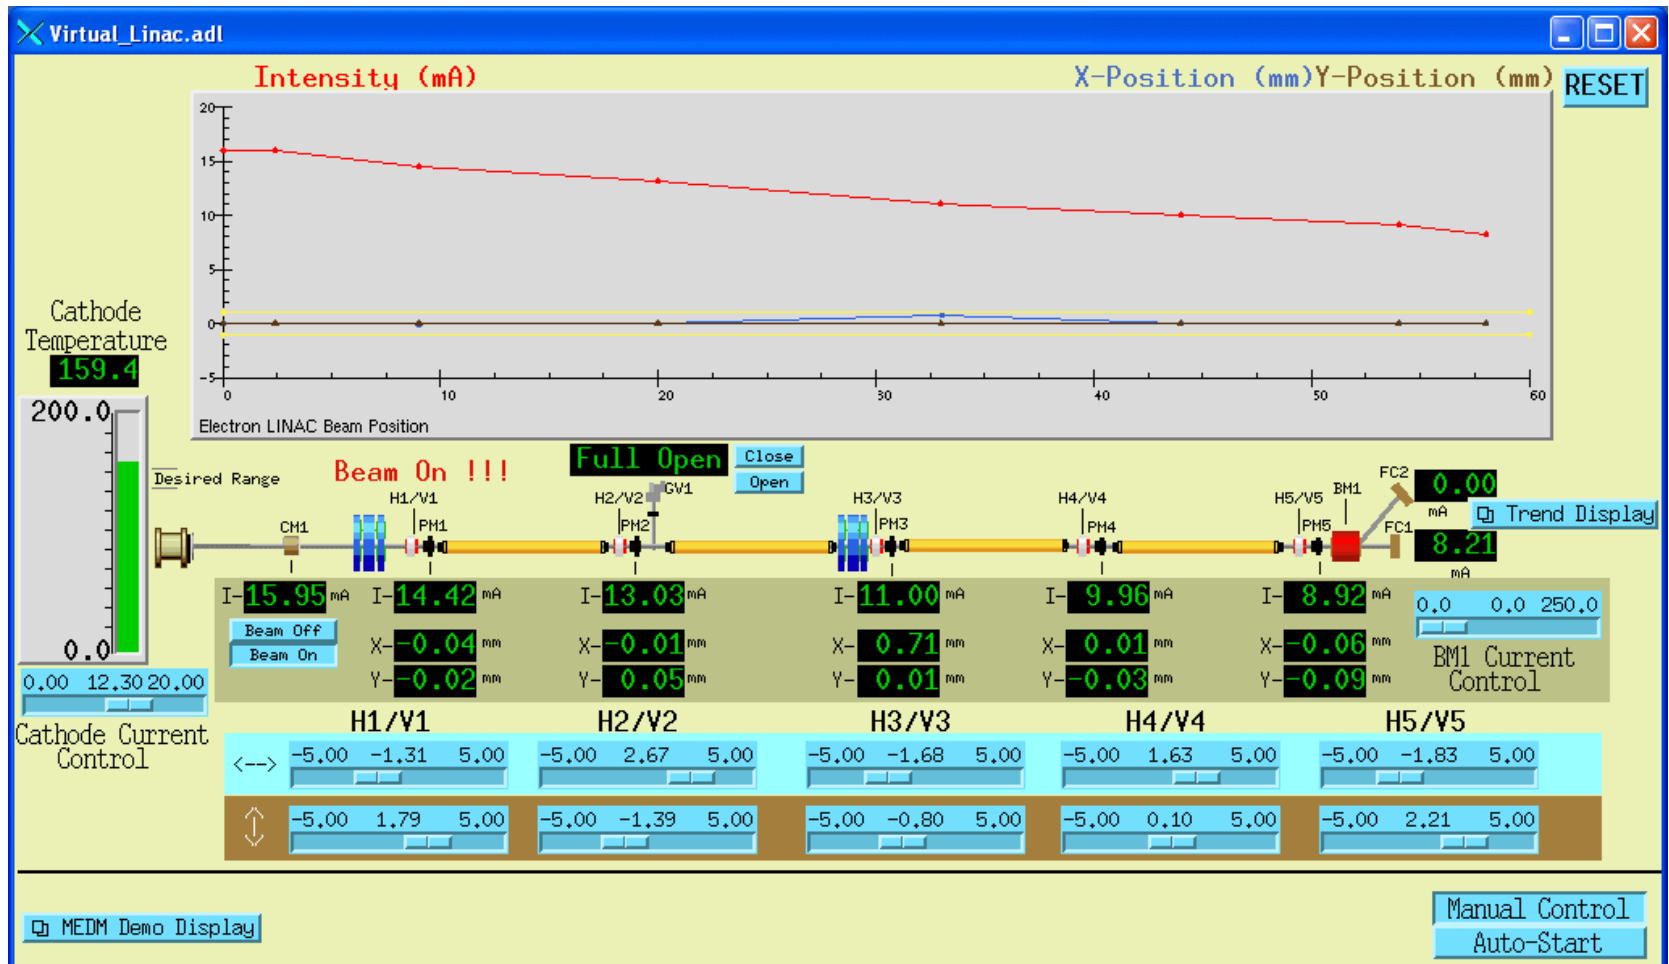 Virtual_Linac.adl
Intensity (mA)
X-Position (mm)Y-Position (mm)
RESET
20
15
10
5
0
-5
0
10
20
30
40
50
60
Electron LINAC Beam Position
Cathode
Temperature
159.4
200.0
0.0
Desired Range
Beam On !!!
Full Open
Close
Open
GV1
CM1
H1/V1
PM1
H2/V2
PM2
H3/V3
PM3
H4/V4
PM4
H5/V5
PM5
BM1
FC2
0.00
mA
Trend Display
FC1
8.21
mA
I-15.95 mA
I-14.42 mA
I-13.03 mA
I-11.00 mA
I- 9.96 mA
I- 8.92 mA
Beam Off
Beam On
X--0.04 mm
X--0.01 mm
X- 0.71 mm
X- 0.01 mm
X--0.06 mm
Y--0.02 mm
Y- 0.05 mm
Y- 0.01 mm
Y--0.03 mm
Y--0.09 mm
0.0 0.0 250.0
BM1 Current
Control
0.00 12.30 20.00
Cathode Current
Control
H1/V1 H2/V2 H3/V3 H4/V4 H5/V5
<-->
-5.00 -1.31 5.00
-5.00 2.67 5.00
-5.00 -1.68 5.00
-5.00 1.63 5.00
-5.00 -1.83 5.00
-5.00 1.79 5.00
-5.00 -1.39 5.00
-5.00 -0.80 5.00
-5.00 0.10 5.00
-5.00 2.21 5.00
MEDM Demo Display
Manual Control
Auto-Start